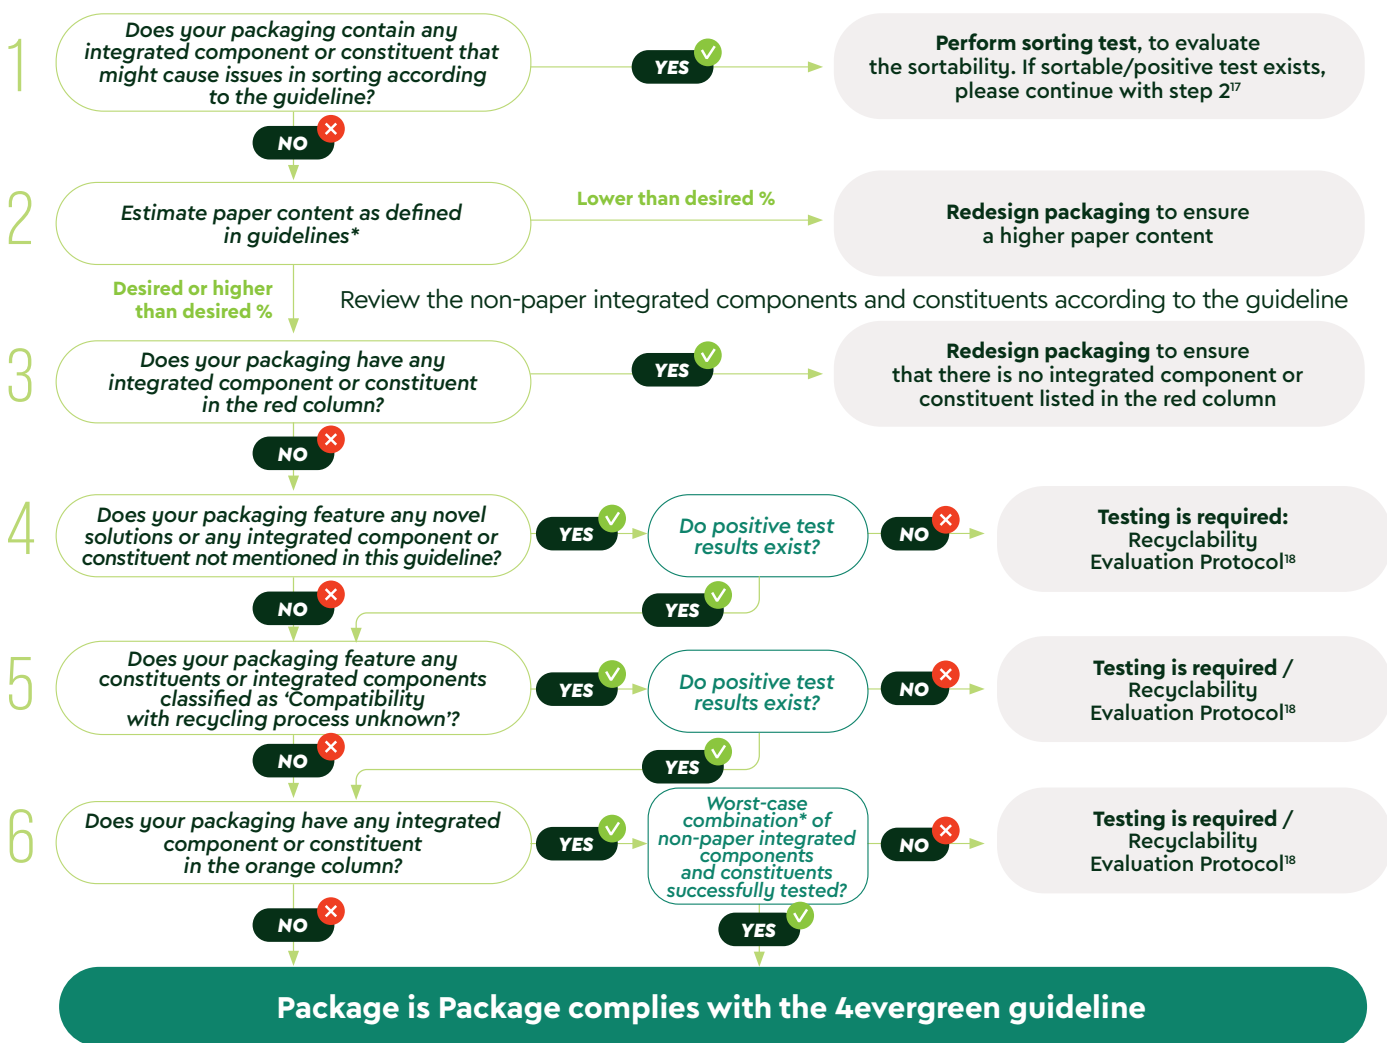 1
Does your packaging contain any
integrated component or constituent that
might cause issues in sorting according
to the guideline?
YES
Perform sorting test, to evaluate
the sortability. If sortable/positive test exists,
please continue with step 2¹⁷
NO
2
Estimate paper content as defined
in guidelines*
Lower than desired %
Redesign packaging to ensure
a higher paper content
Desired or higher
than desired %
Review the non-paper integrated components and constituents according to the guideline
3
Does your packaging have any
integrated component or constituent
in the red column?
YES
Redesign packaging to ensure
that there is no integrated component or
constituent listed in the red column
NO
4
Does your packaging feature any novel
solutions or any integrated component or
constituent not mentioned in this guideline?
YES
Do positive test
results exist?
NO
Testing is required:
Recyclability
Evaluation Protocol¹⁸
NO
YES
5
Does your packaging feature any
constituents or integrated components
classified as ‘Compatibility
with recycling process unknown’?
YES
Do positive test
results exist?
NO
Testing is required /
Recyclability
Evaluation Protocol¹⁸
NO
YES
6
Does your packaging have any integrated
component or constituent
in the orange column?
YES
Worst-case
combination* of
non-paper integrated
components
and constituents
successfully tested?
NO
Testing is required /
Recyclability
Evaluation Protocol¹⁸
NO
YES
Package is Package complies with the 4evergreen guideline